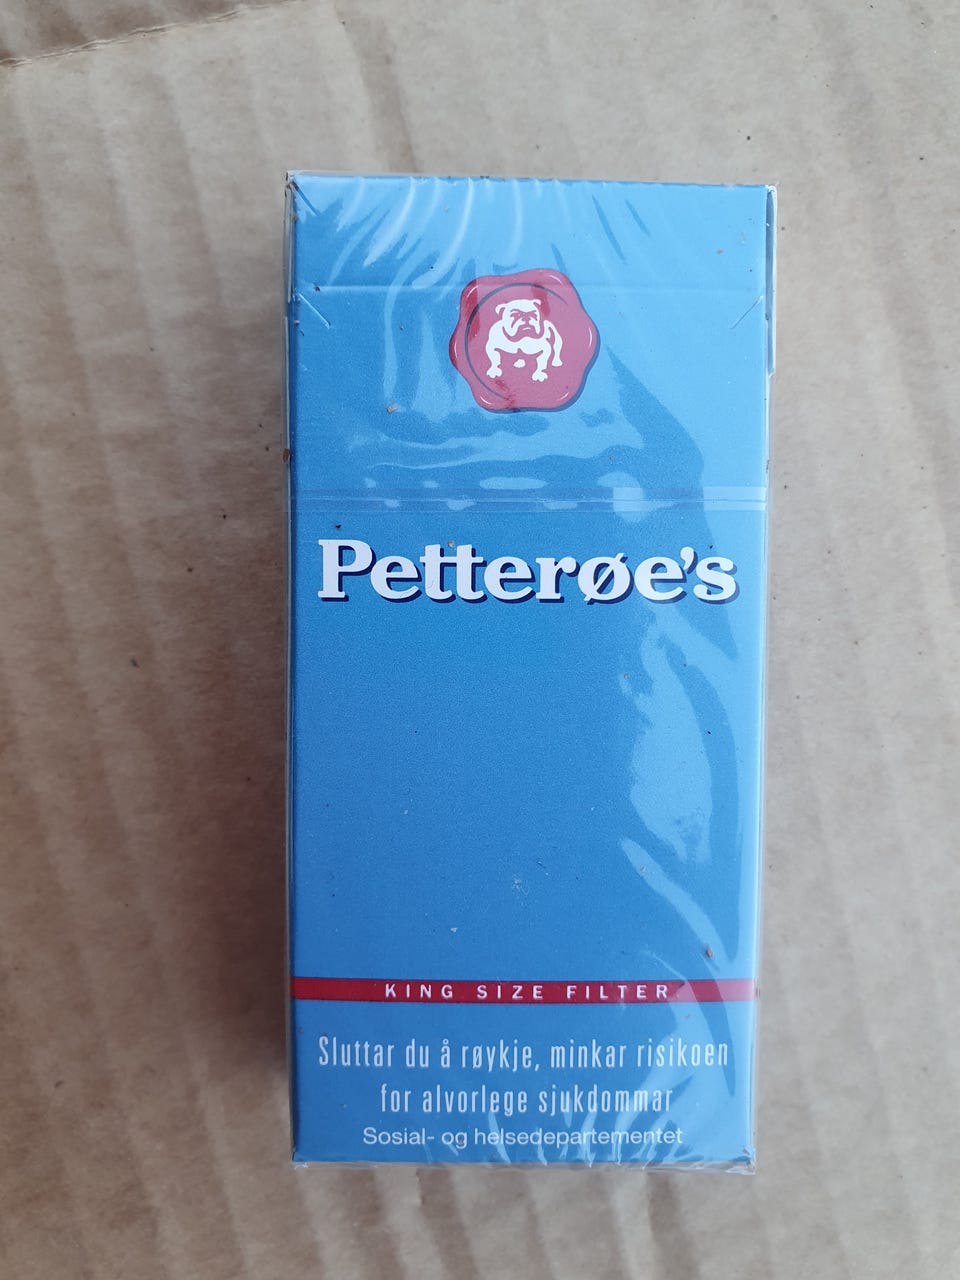 Petterøe's
KING SIZE FILTER
Sluttar du å røykje, minkar risikoen
for alvorlege sjukdommar
Sosial- og helsedepartementet